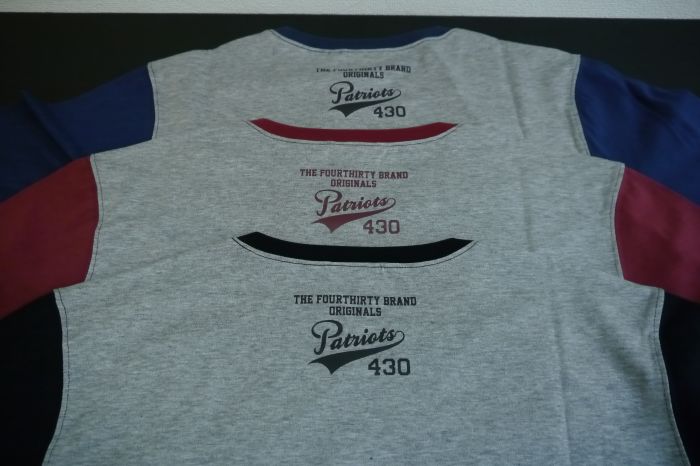 THE FOURTHIRTY BRAND
ORIGINALS
Patriots
430
THE FOURTHIRTY BRAND
ORIGINALS
Patriots
430
THE FOURTHIRTY BRAND
ORIGINALS
Patriots
430